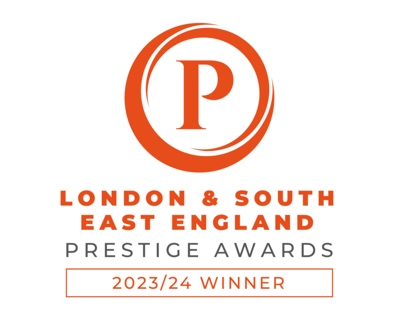 P
LONDON & SOUTH
EAST ENGLAND
PRESTIGE AWARDS
2023/24 WINNER